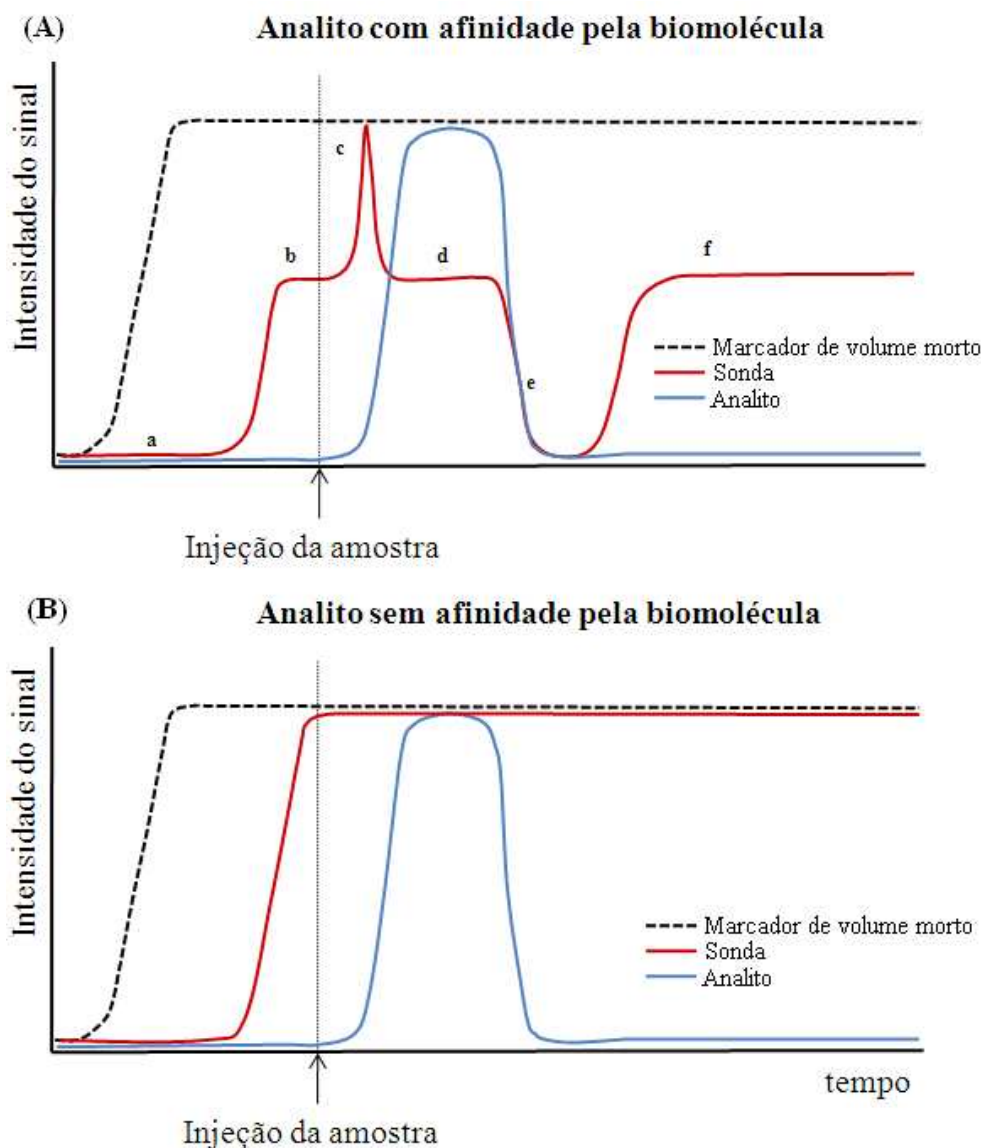 (A) Analito com afinidade pela biomolécula
Intensidade do sinal
a
b
c
d
e
f
Marcador de volume morto
Sonda
Analito
Injeção da amostra
(B) Analito sem afinidade pela biomolécula
Intensidade do sinal
Marcador de volume morto
Sonda
Analito
tempo
Injeção da amostra